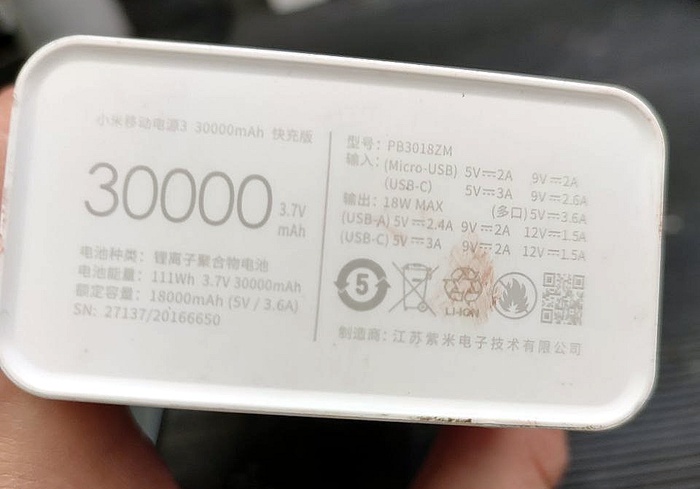 小米移动电源3 30000mAh 快充版
30000 3.7V
mAh
电池种类：锂离子聚合物电池
电池能量：111Wh 3.7V 30000mAh
额定容量：18000mAh (5V / 3.6A)
SN: 27137/20166650
型号：PB3018ZM
输入：(Micro-USB) 5V⎓2A 9V⎓2A
(USB-C) 5V⎓3A 9V⎓2.6A
输出：18W MAX (多口)5V⎓3.6A
(USB-A) 5V⎓2.4A 9V⎓2A 12V⎓1.5A
(USB-C) 5V⎓3A 9V⎓2A 12V⎓1.5A
5
LI-ION
制造商：江苏紫米电子技术有限公司